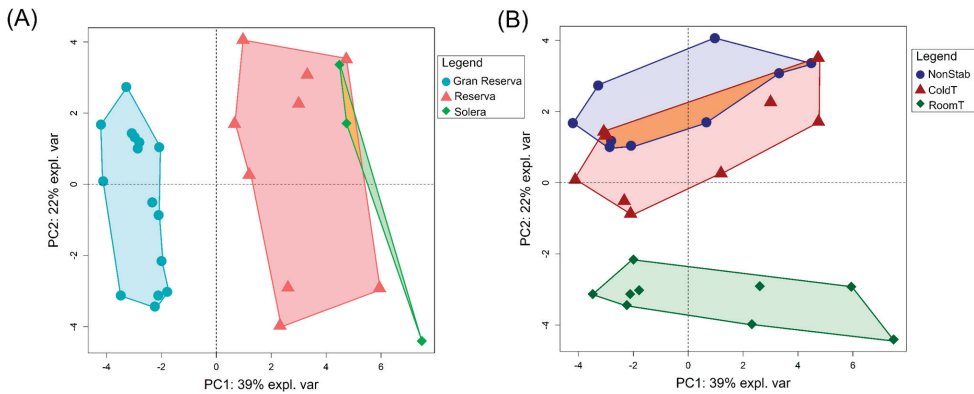 (A)
4
2
0
-2
-4
PC2: 22% expl. var
-4
-2
0
2
4
6
PC1: 39% expl. var
Legend
Gran Reserva
Reserva
Solera
(B)
4
2
0
-2
-4
PC2: 22% expl. var
-4
-2
0
2
4
6
PC1: 39% expl. var
Legend
NonStab
ColdT
RoomT